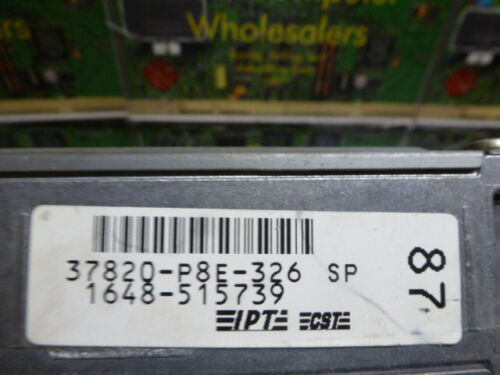 Wholesalers
37820-P8E-326 SP
1648-515739
IPT CST
87